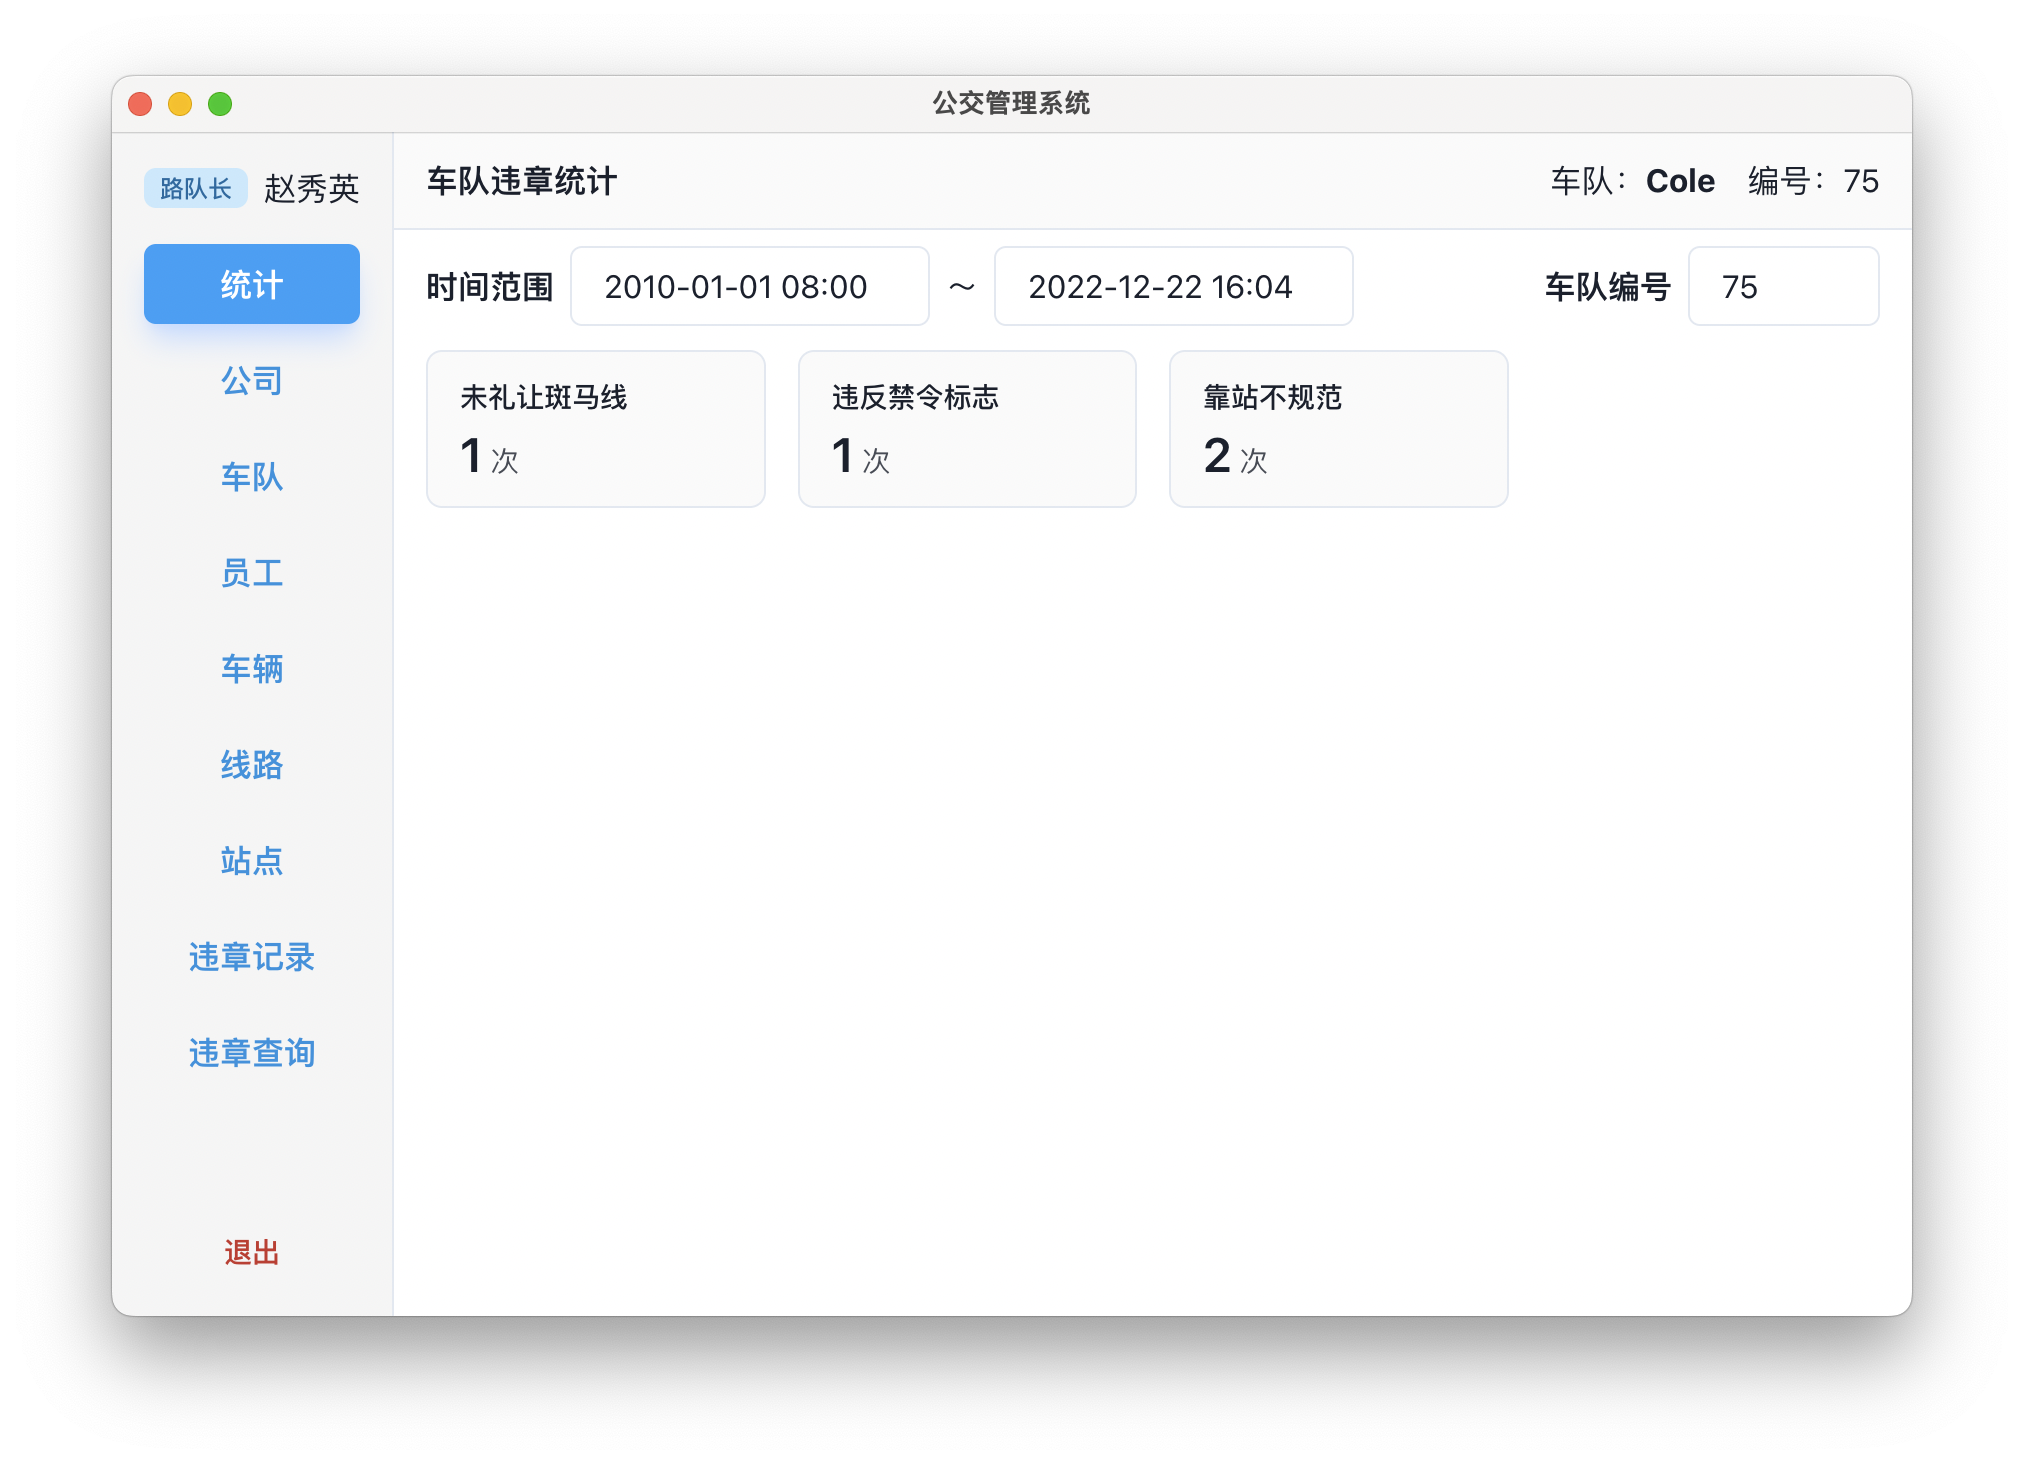 公交管理系统
路队长 赵秀英
统计
公司
车队
员工
车辆
线路
站点
违章记录
违章查询
退出
车队违章统计
车队：Cole 编号：75
时间范围 2010-01-01 08:00 ～ 2022-12-22 16:04
车队编号 75
未礼让斑马线
1 次
违反禁令标志
1 次
靠站不规范
2 次